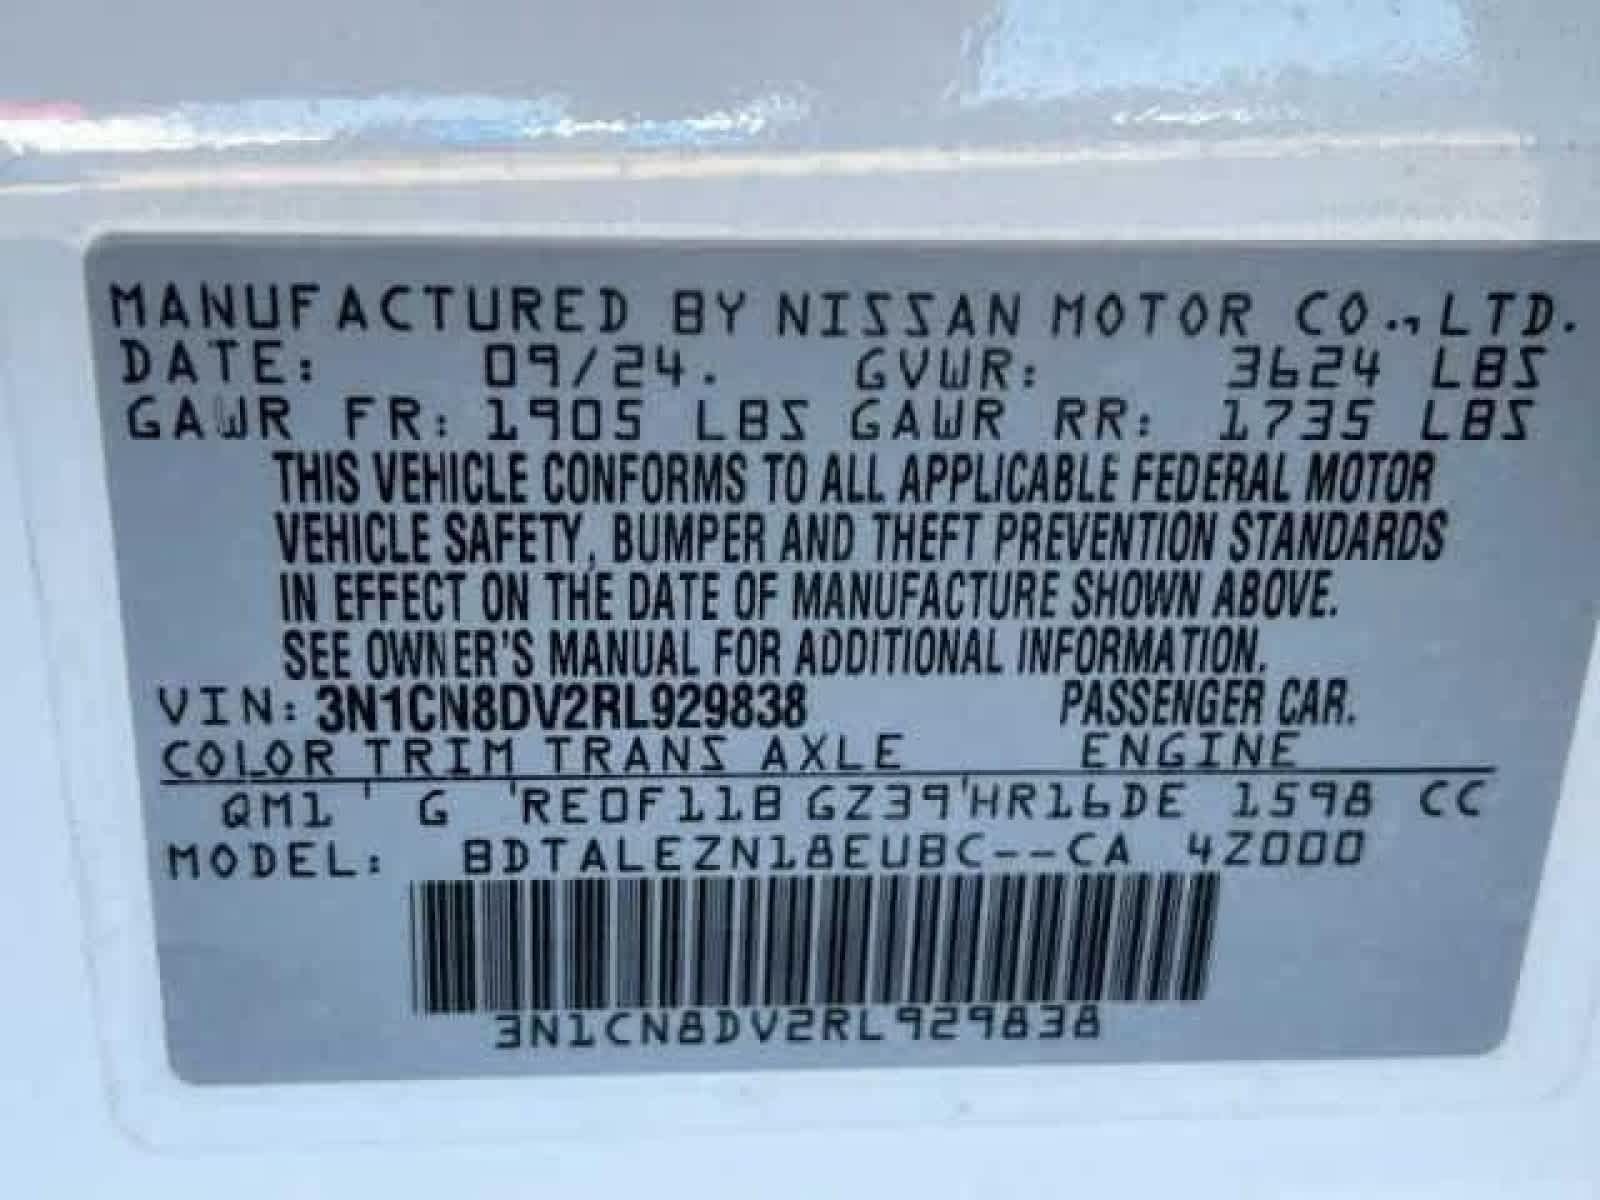 MANUFACTURED BY NISSAN MOTOR CO., LTD.
DATE: 09/24. GVWR: 3624 LBS
GAWR FR: 1905 LBS GAWR RR: 1735 LBS
THIS VEHICLE CONFORMS TO ALL APPLICABLE FEDERAL MOTOR
VEHICLE SAFETY, BUMPER AND THEFT PREVENTION STANDARDS
IN EFFECT ON THE DATE OF MANUFACTURE SHOWN ABOVE.
SEE OWNER'S MANUAL FOR ADDITIONAL INFORMATION.
VIN: 3N1CN8DV2RL929838 PASSENGER CAR.
COLOR TRIM TRANS AXLE ENGINE
QM1 ' G 'RE0F11B GZ39'HR16DE 1598 CC
MODEL: BDTALEZN18EUBC--CA 4Z000
3N1CN8DV2RL929838